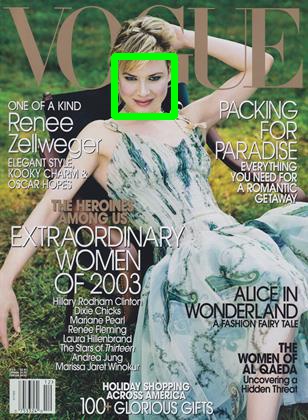 VOGUE
ONE OF A KIND
Renee
Zellweger
ELEGANT STYLE,
KOOKY CHARM &
OSCAR HOPES
PACKING
FOR
PARADISE
EVERYTHING
YOU NEED FOR
A ROMANTIC
GETAWAY
THE HEROINES
AMONG US
EXTRAORDINARY
WOMEN
OF 2003
Hillary Rodham Clinton
Dixie Chicks
Mariane Pearl
Renée Fleming
Laura Hillenbrand
The Stars of Thirteen
Andrea Jung
Marissa Jaret Winokur
ALICE IN
WONDERLAND
A FASHION FAIRY TALE
THE
WOMEN OF
AL QAEDA
Uncovering a
Hidden Threat
HOLIDAY SHOPPING
ACROSS AMERICA
100+ GLORIOUS GIFTS